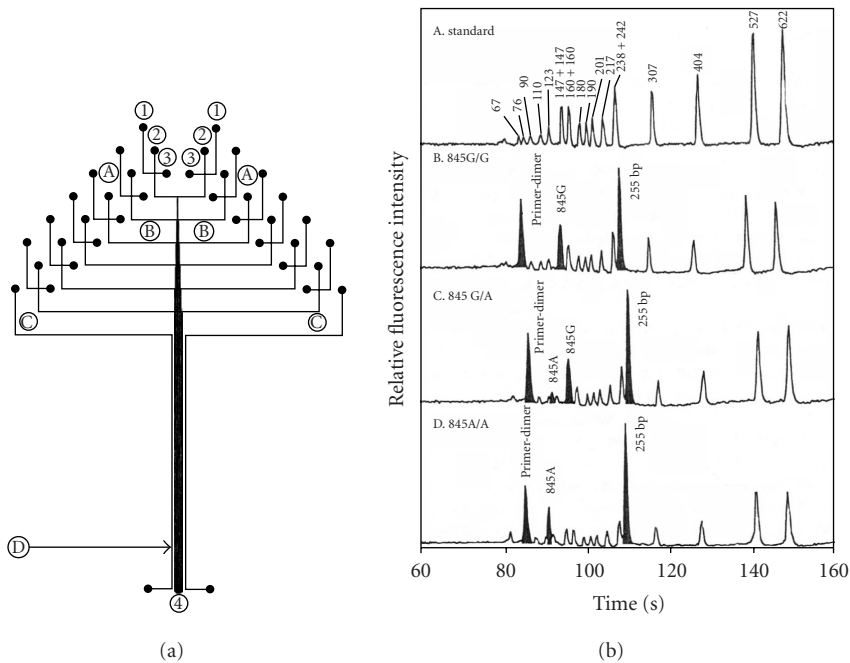 1 1
2 2
3 3
A A
B B
C C
D
4
(a)
Relative fluorescence intensity
A. standard
67
76
90
110
123
147 + 147
160 + 160
180
190
201
217
238 + 242
307
404
527
622
B. 845G/G
Primer-dimer
845G
255 bp
C. 845 G/A
Primer-dimer
845A
845G
255 bp
D. 845A/A
Primer-dimer
845A
255 bp
60 80 100 120 140 160
Time (s)
(b)